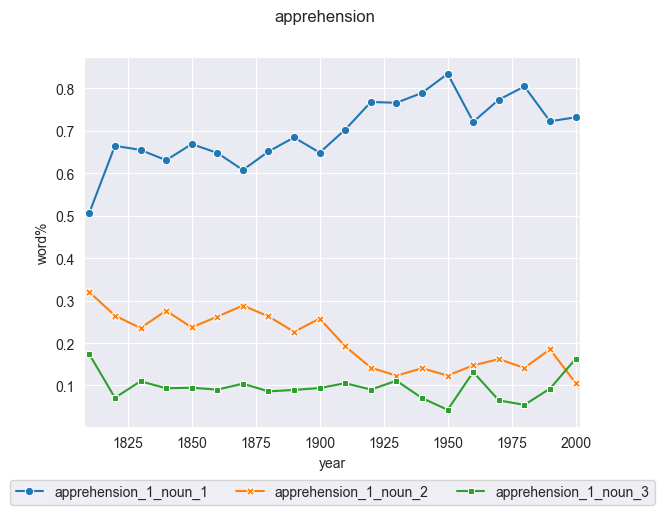 apprehension
0.8
0.7
0.6
0.5
0.4
0.3
0.2
0.1
word%
1825 1850 1875 1900 1925 1950 1975 2000
year
apprehension_1_noun_1 apprehension_1_noun_2 apprehension_1_noun_3